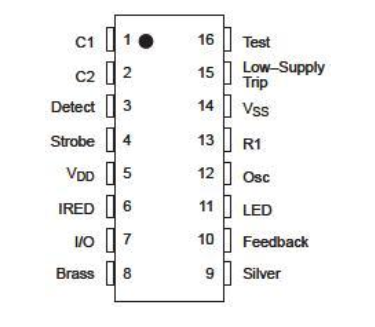 C1 1 16 Test
C2 2 15 Low–Supply
Trip
Detect 3 14 VSS
Strobe 4 13 R1
VDD 5 12 Osc
IRED 6 11 LED
I/O 7 10 Feedback
Brass 8 9 Silver